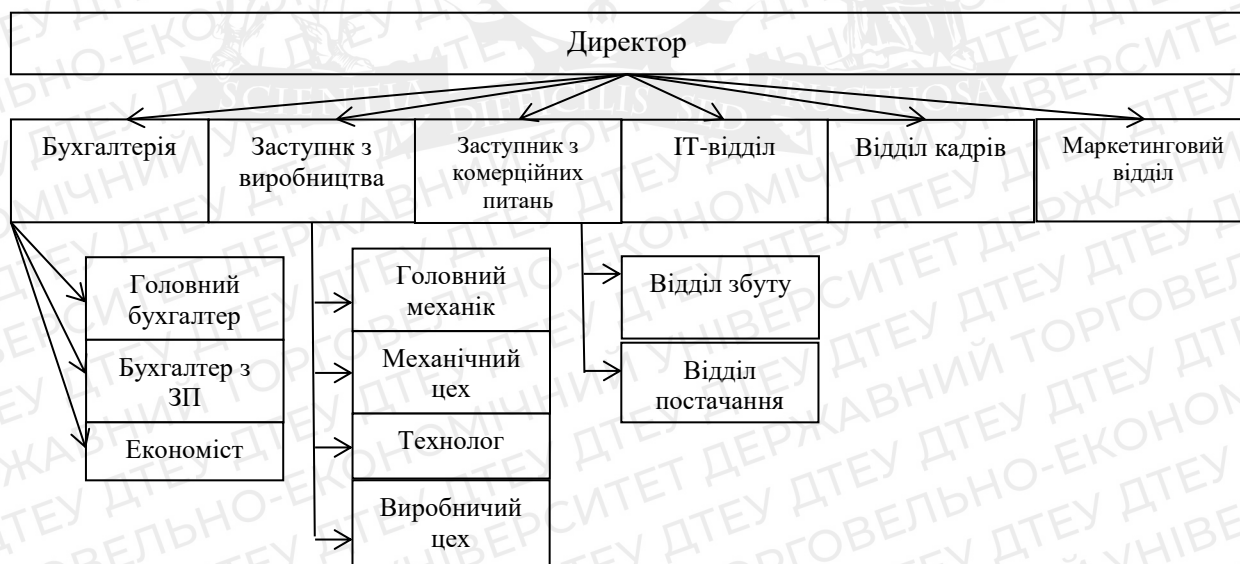 Директор
Бухгалтерія
Заступнк з
виробництва
Заступник з
комерційних
питань
ІТ-відділ
Відділ кадрів
Маркетинговий
відділ
Головний
бухгалтер
Бухгалтер з
ЗП
Економіст
Головний
механік
Механічний
цех
Технолог
Виробничий
цех
Відділ збуту
Відділ
постачання